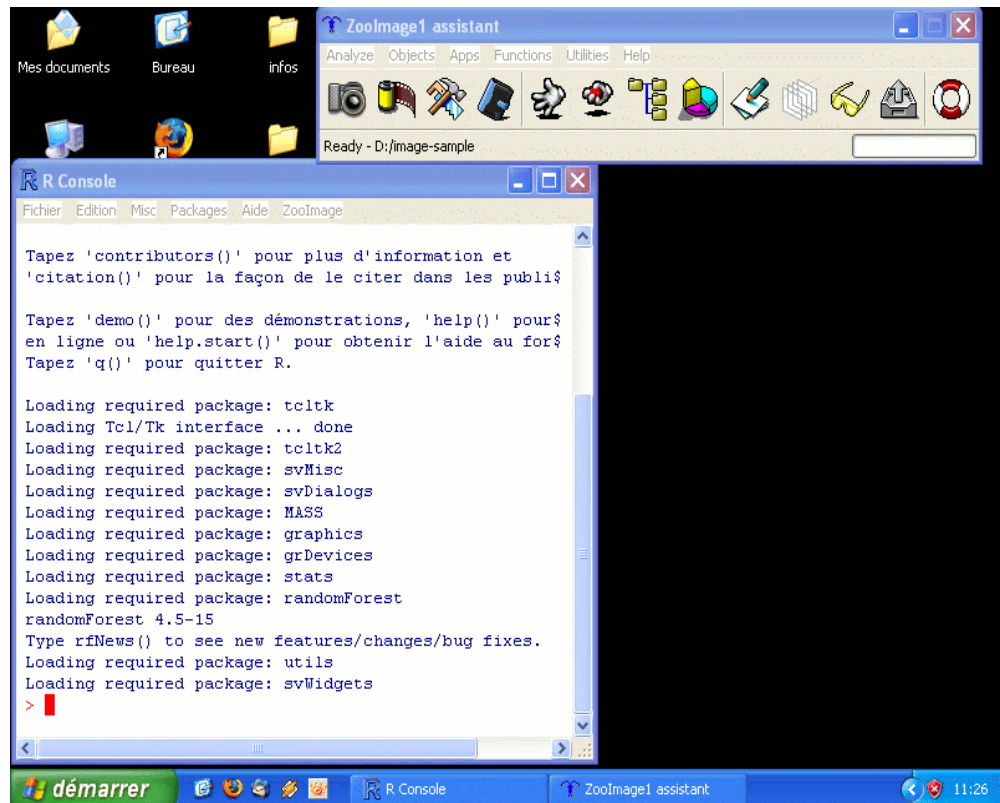 Mes documents
Bureau
infos
ZooImage1 assistant
Analyze Objects Apps Functions Utilities Help
Ready - D:/image-sample
R Console
Fichier Edition Misc Packages Aide ZooImage
Tapez 'contributors()' pour plus d'information et
'citation()' pour la façon de le citer dans les publi$
Tapez 'demo()' pour des démonstrations, 'help()' pour$
en ligne ou 'help.start()' pour obtenir l'aide au for$
Tapez 'q()' pour quitter R.
Loading required package: tcltk
Loading Tcl/Tk interface ... done
Loading required package: tcltk2
Loading required package: svMisc
Loading required package: svDialogs
Loading required package: MASS
Loading required package: graphics
Loading required package: grDevices
Loading required package: stats
Loading required package: randomForest
randomForest 4.5-15
Type rfNews() to see new features/changes/bug fixes.
Loading required package: utils
Loading required package: svWidgets
>
démarrer
R Console
ZooImage1 assistant
11:26